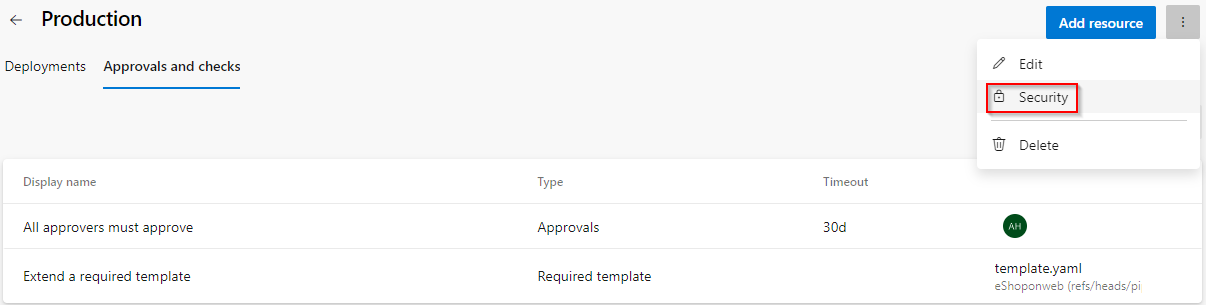 Production
Add resource
Deployments
Approvals and checks
Edit
Security
Delete
Display name Type Timeout
All approvers must approve Approvals 30d AH
Extend a required template Required template template.yaml
eShoponweb (refs/heads/pi